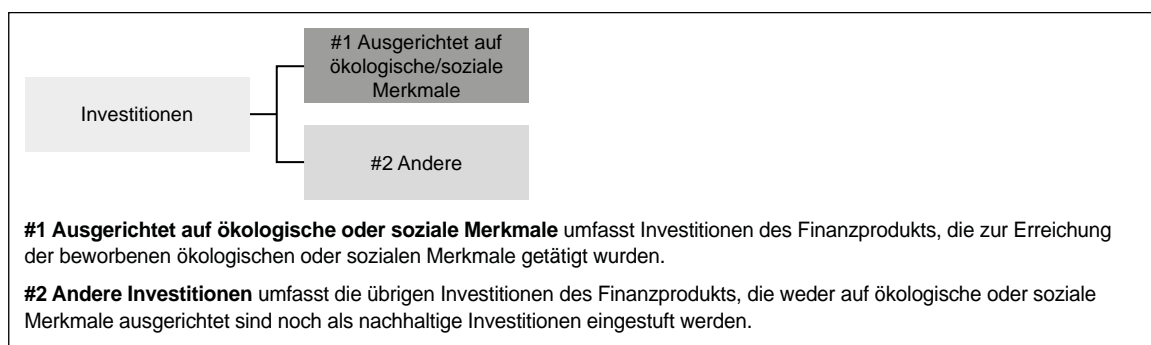 #1 Ausgerichtet auf
ökologische/soziale
Merkmale
Investitionen
#2 Andere
#1 Ausgerichtet auf ökologische oder soziale Merkmale umfasst Investitionen des Finanzprodukts, die zur Erreichung
der beworbenen ökologischen oder sozialen Merkmale getätigt wurden.
#2 Andere Investitionen umfasst die übrigen Investitionen des Finanzprodukts, die weder auf ökologische oder soziale
Merkmale ausgerichtet sind noch als nachhaltige Investitionen eingestuft werden.